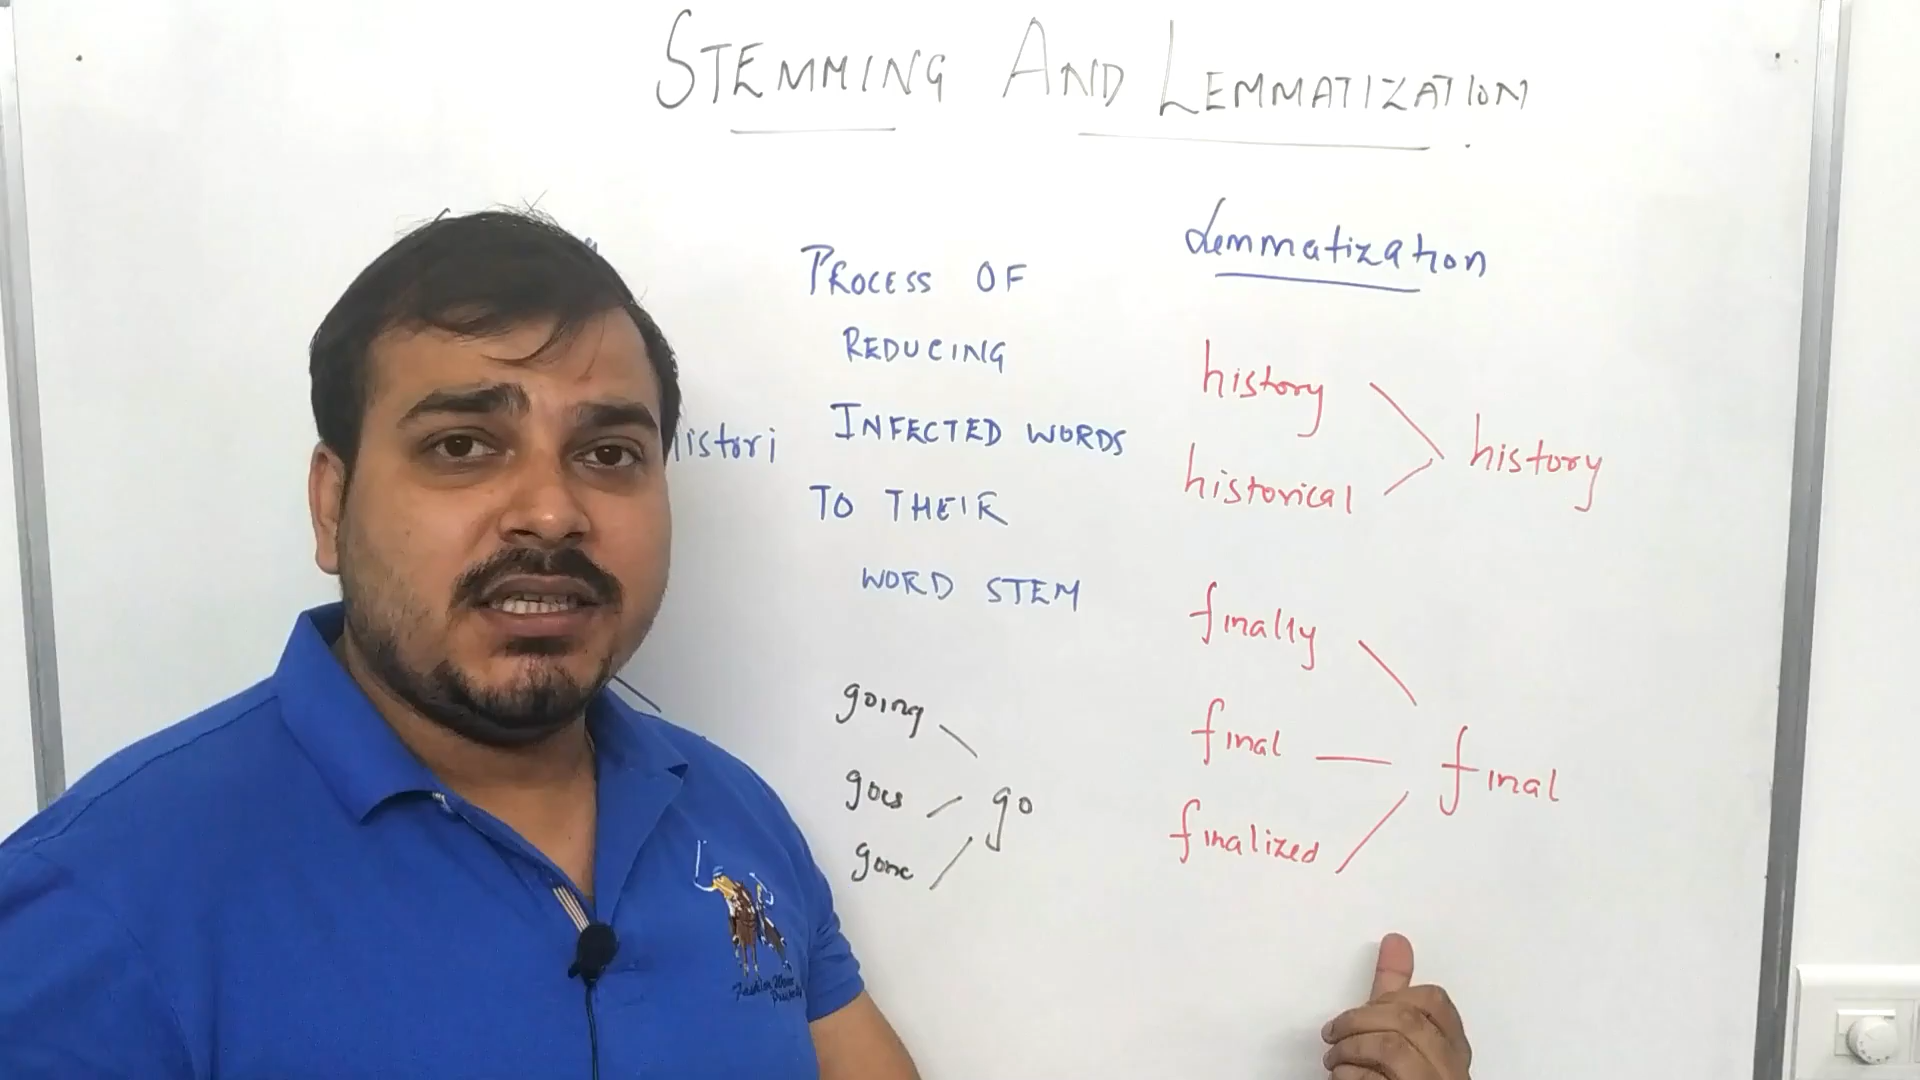 STEMMING AND LEMMATIZATION
PROCESS OF
REDUCING
INFECTED WORDS
TO THEIR
WORD STEM
histori
going
goes
gone
go
Lemmatization
history
historical
history
finally
final
finalized
final